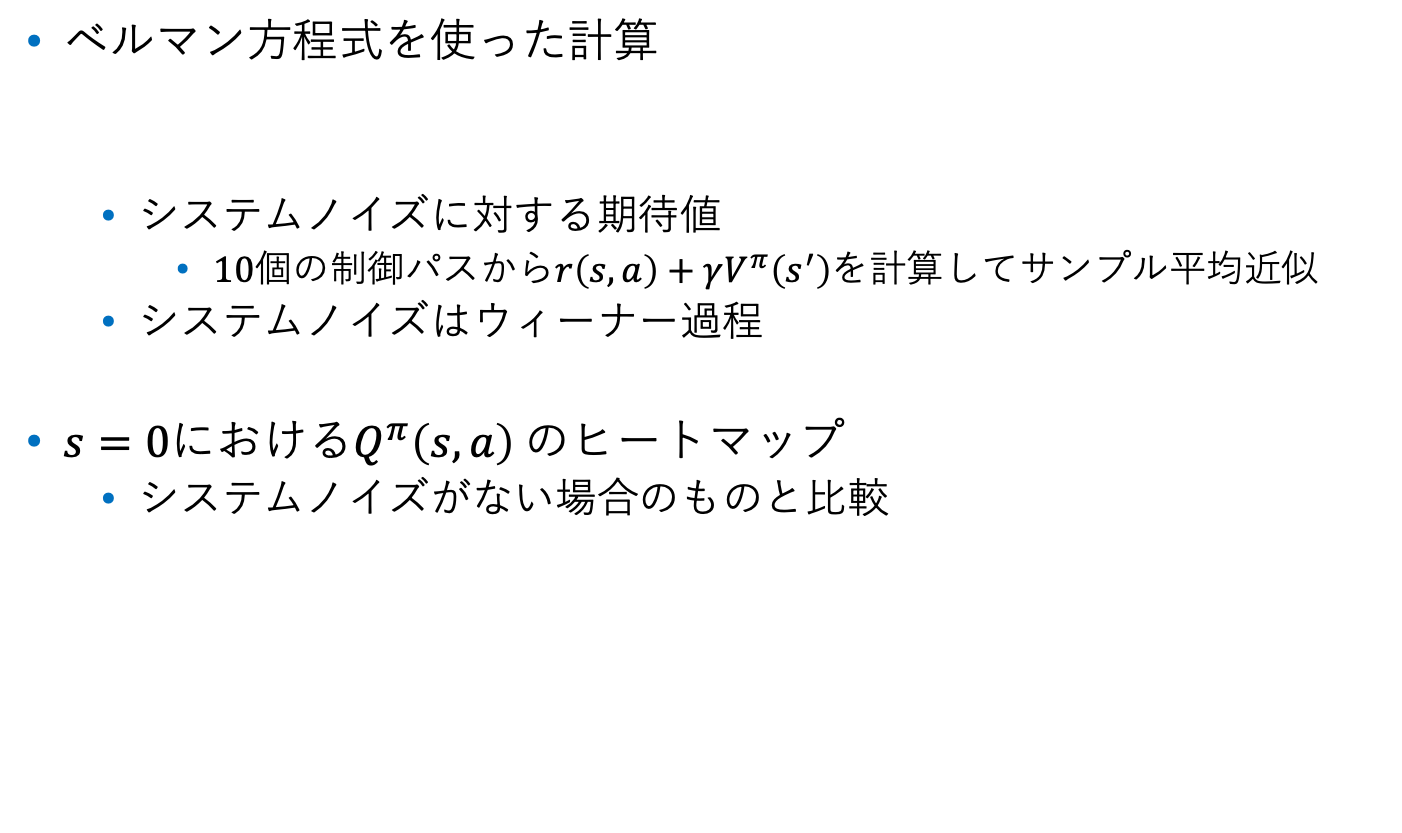 • ベルマン方程式を使った計算
• システムノイズに対する期待値
• 10個の制御パスからr(s, a) + γV^π(s′)を計算してサンプル平均近似
• システムノイズはウィーナー過程
• s = 0におけるQ^π(s, a) のヒートマップ
• システムノイズがない場合のものと比較